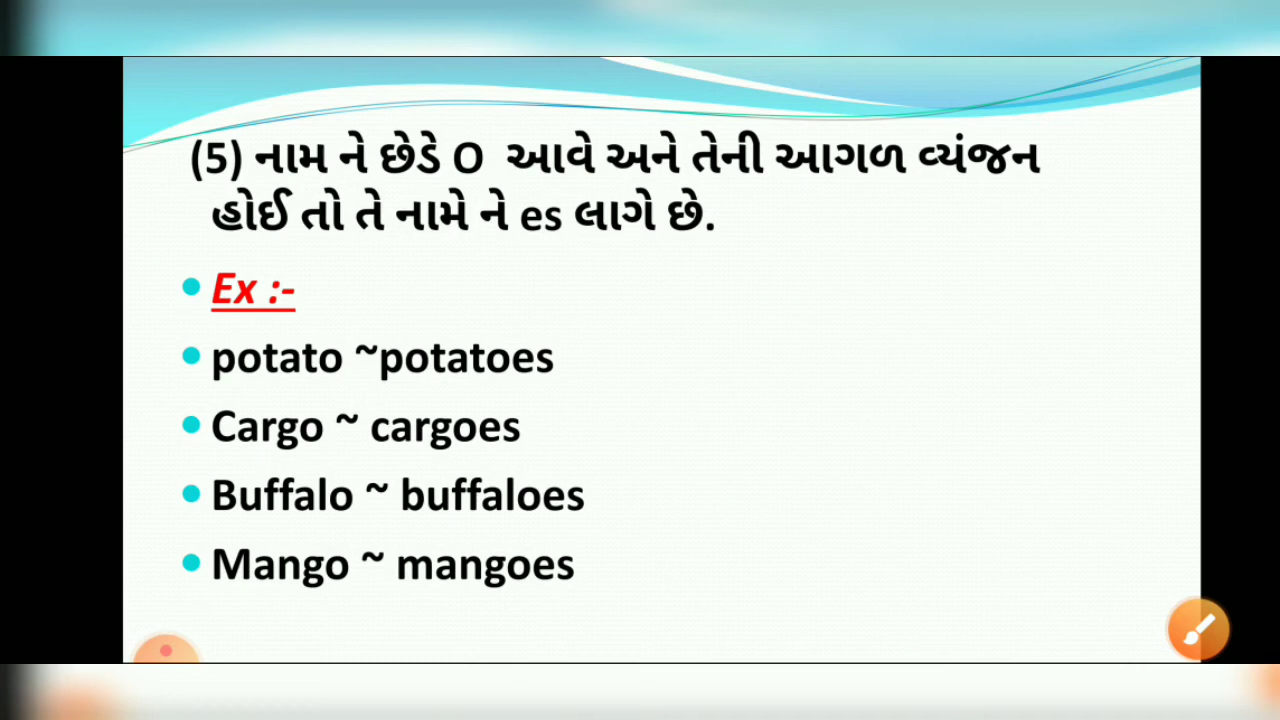 (5) નામ ને છેડે O આવે અને તેની આગળ વ્યંજન
હોઈ તો તે નામે ને es લાગે છે.
Ex :-
potato ~potatoes
Cargo ~ cargoes
Buffalo ~ buffaloes
Mango ~ mangoes